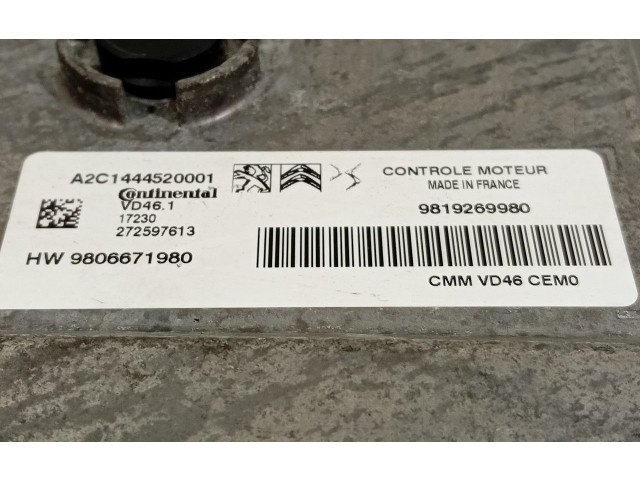 A2C1444520001
Continental
VD46.1
17230
272597613
HW 9806671980
CONTROLE MOTEUR
MADE IN FRANCE
9819269980
CMM VD46 CEM0